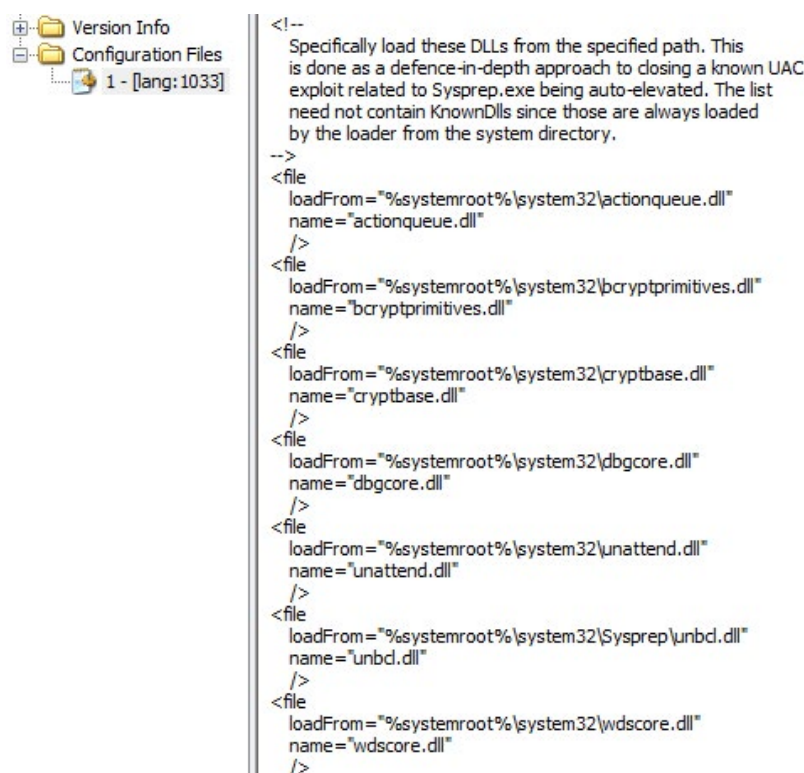 Version Info
Configuration Files
1 - [lang:1033]
<!--
Specifically load these DLLs from the specified path. This
is done as a defence-in-depth approach to closing a known UAC
exploit related to Sysprep.exe being auto-elevated. The list
need not contain KnownDlls since those are always loaded
by the loader from the system directory.
-->
<file
loadFrom="%systemroot%\system32\actionqueue.dll"
name="actionqueue.dll"
/>
<file
loadFrom="%systemroot%\system32\bcryptprimitives.dll"
name="bcryptprimitives.dll"
/>
<file
loadFrom="%systemroot%\system32\cryptbase.dll"
name="cryptbase.dll"
/>
<file
loadFrom="%systemroot%\system32\dbgcore.dll"
name="dbgcore.dll"
/>
<file
loadFrom="%systemroot%\system32\unattend.dll"
name="unattend.dll"
/>
<file
loadFrom="%systemroot%\system32\Sysprep\unbcl.dll"
name="unbcl.dll"
/>
<file
loadFrom="%systemroot%\system32\wdscore.dll"
name="wdscore.dll"
/>